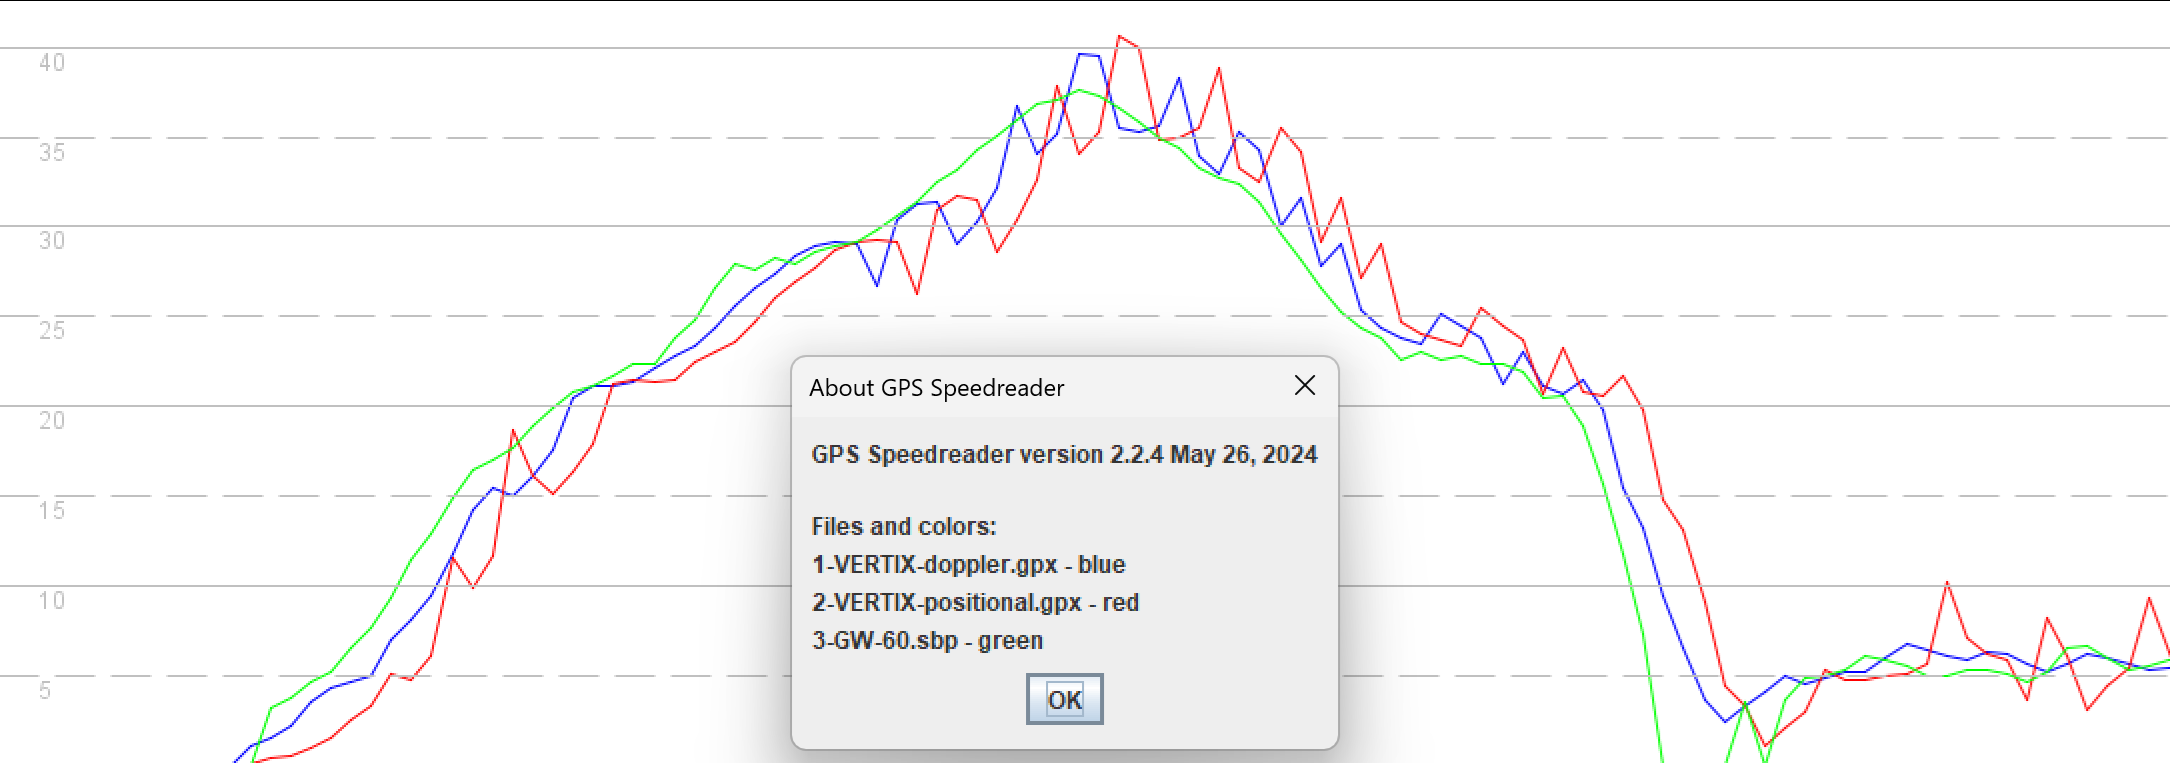 40
35
30
25
20
15
10
5
About GPS Speedreader
GPS Speedreader version 2.2.4 May 26, 2024
Files and colors:
1-VERTIX-doppler.gpx - blue
2-VERTIX-positional.gpx - red
3-GW-60.sbp - green
OK